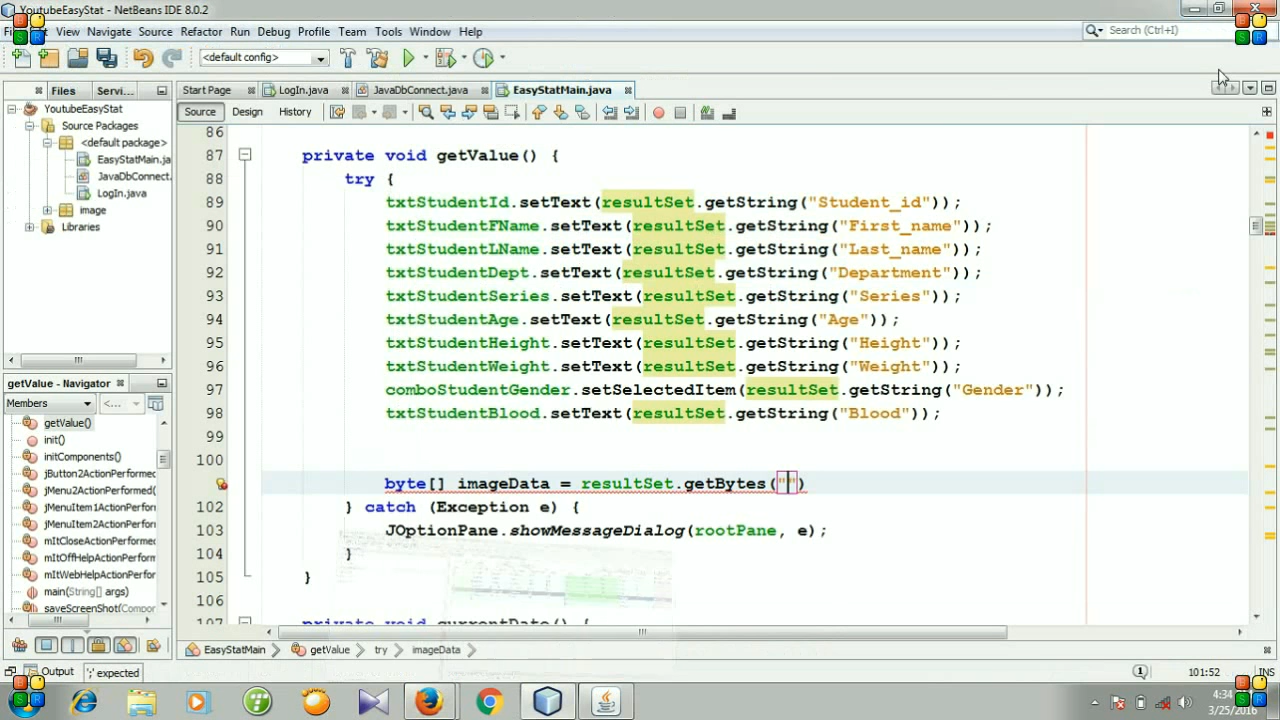 YoutubeEasyStat - NetBeans IDE 8.0.2
View Navigate Source Refactor Run Debug Profile Team Tools Window Help
Search (Ctrl+I)
<default config>
Files Servi...
Start Page LogIn.java JavaDbConnect.java EasyStatMain.java
YoutubeEasyStat
Source Packages
<default package>
EasyStatMain.ja
JavaDbConnect.
LogIn.java
image
Libraries
Source Design History
86
87 private void getValue() {
88 try {
89 txtStudentId.setText(resultSet.getString("Student_id"));
90 txtStudentFName.setText(resultSet.getString("First_name"));
91 txtStudentLName.setText(resultSet.getString("Last_name"));
92 txtStudentDept.setText(resultSet.getString("Department"));
93 txtStudentSeries.setText(resultSet.getString("Series"));
94 txtStudentAge.setText(resultSet.getString("Age"));
95 txtStudentHeight.setText(resultSet.getString("Height"));
96 txtStudentWeight.setText(resultSet.getString("Weight"));
97 comboStudentGender.setSelectedItem(resultSet.getString("Gender"));
98 txtStudentBlood.setText(resultSet.getString("Blood"));
99
100
byte[] imageData = resultSet.getBytes("")
102 } catch (Exception e) {
103 JOptionPane.showMessageDialog(rootPane, e);
104 }
105 }
106
107 private void currentDate() {
getValue - Navigator
Members <...
getValue()
init()
initComponents()
jButton2ActionPerformed
jMenu2ActionPerformed(
jMenuItem1ActionPerforn
jMenuItem2ActionPerforn
mItCloseActionPerformed
mItOffHelpActionPerform
mItWebHelpActionPerfor
main(String[] args)
saveScreenShot(Compor
EasyStatMain getValue try imageData
Output ';' expected
101:52 INS
4:34
3/25/2016